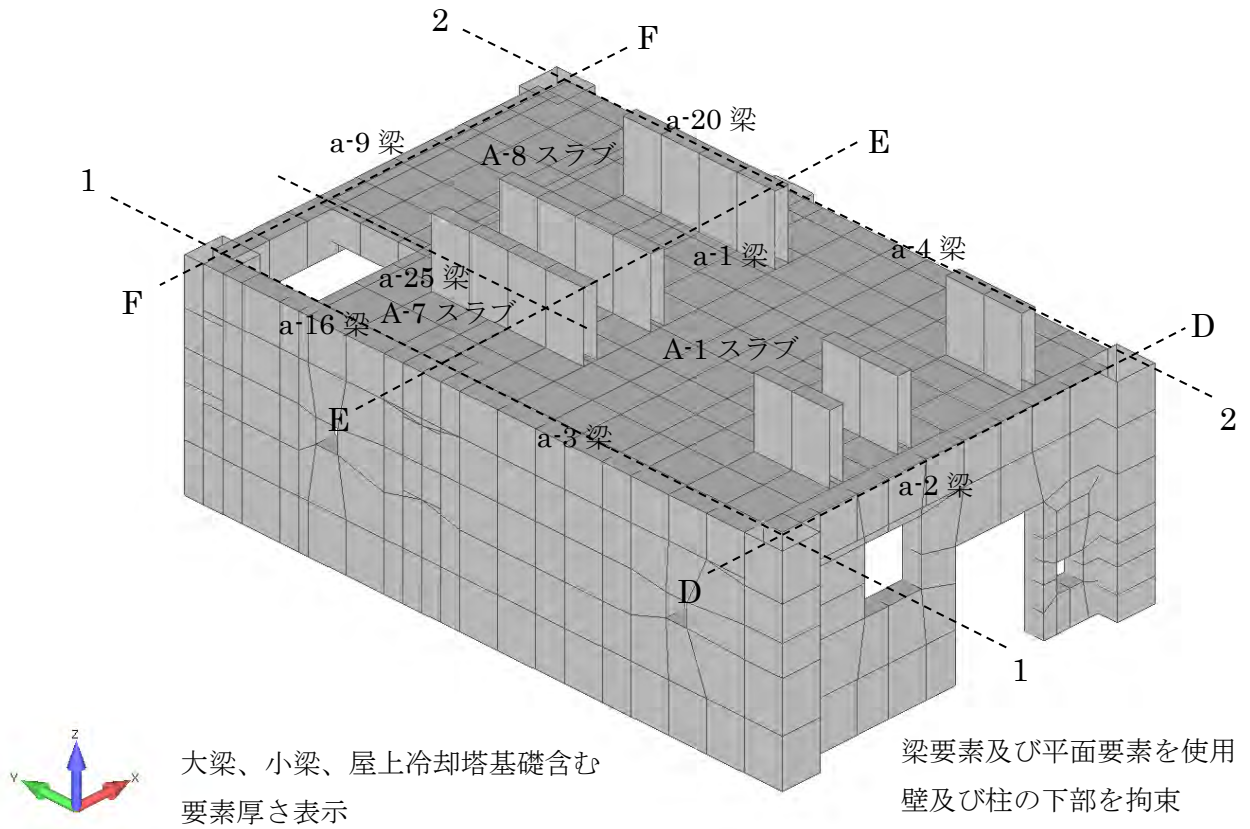 2
F
a-20 梁
a-9 梁
E
A-8 スラブ
1
a-4 梁
a-1 梁
a-25 梁
F
A-7 スラブ
a-16 梁
D
A-1 スラブ
E
2
a-3 梁
a-2 梁
D
1
Z
Y
X
大梁、小梁、屋上冷却塔基礎含む
要素厚さ表示
梁要素及び平面要素を使用
壁及び柱の下部を拘束